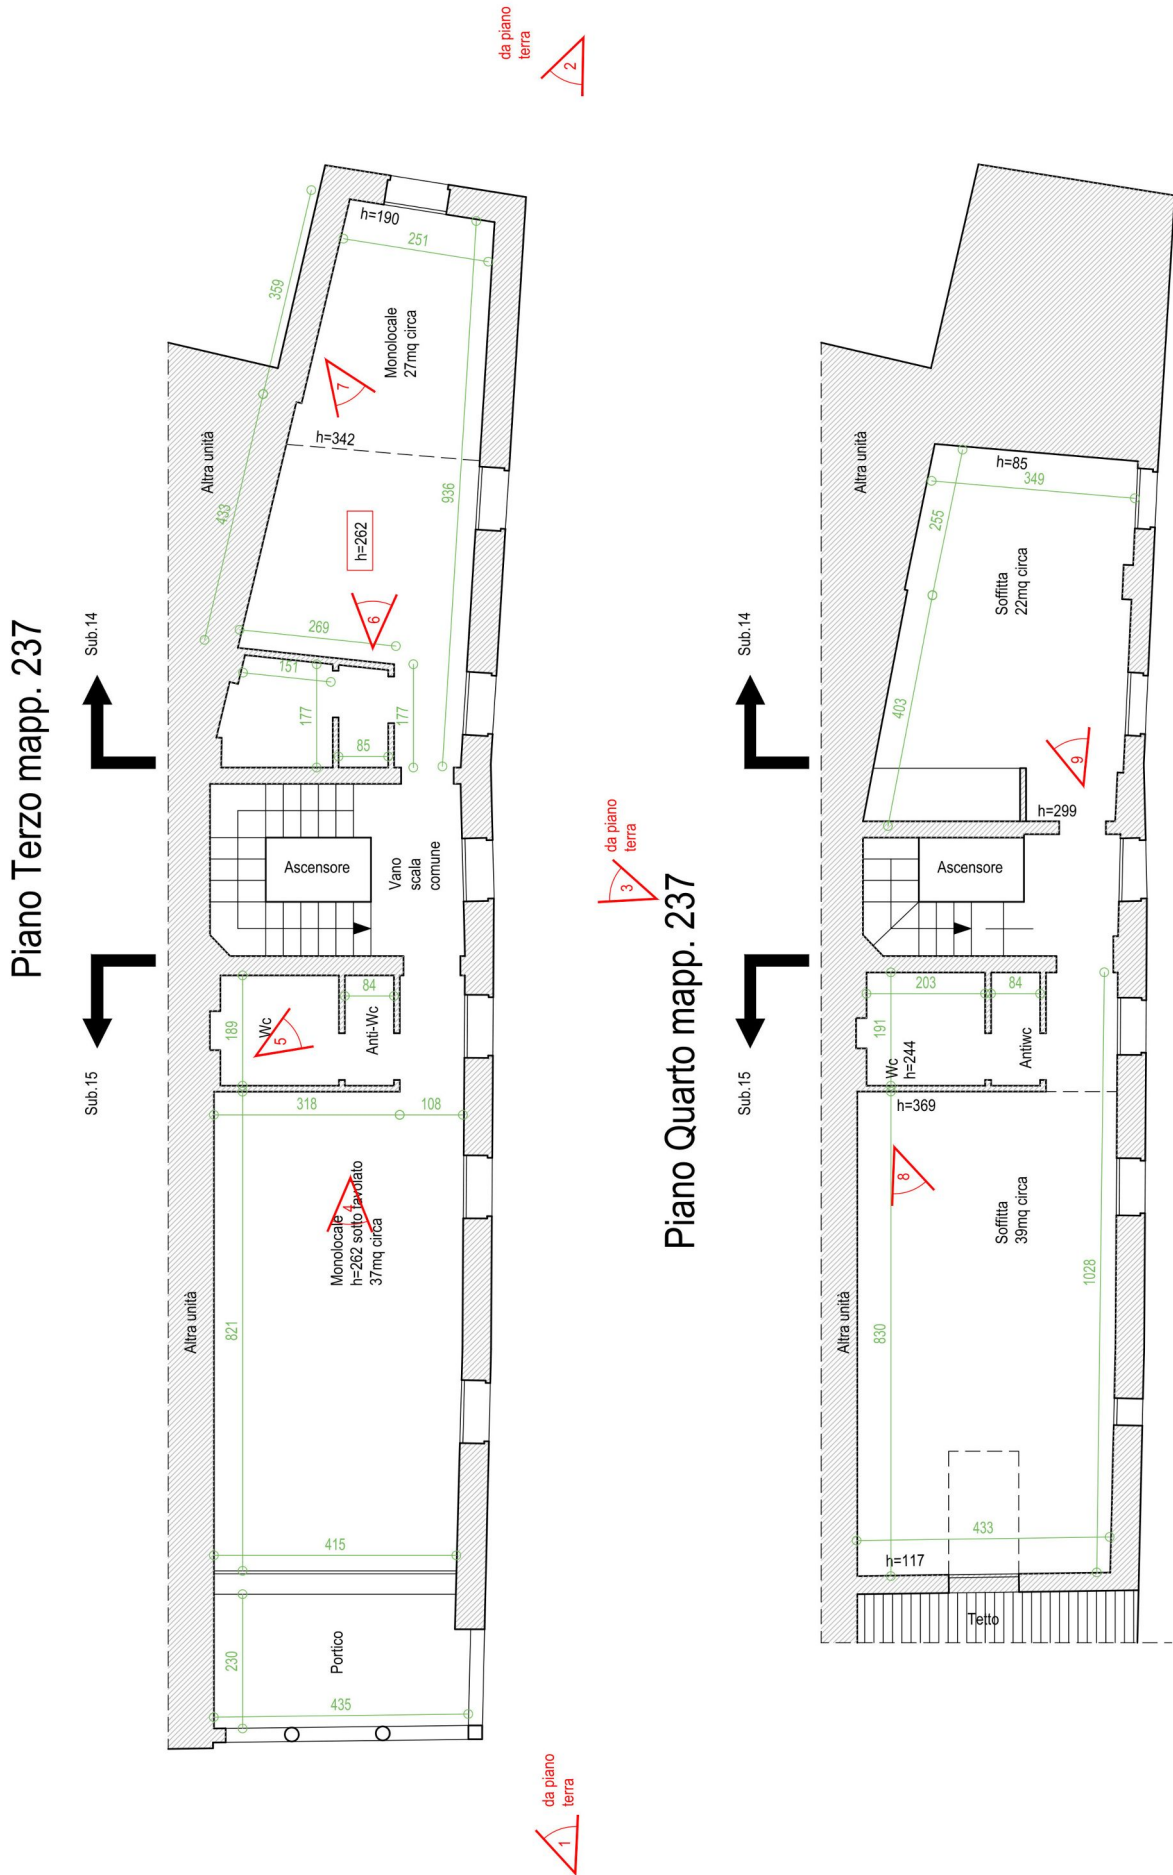 Piano Terzo mapp. 237
Sub.15
Sub.14
Altra unità
Altra unità
230
821
189
433
359
435
415
318
108
84
Portico
Monolocale
h=262 sotto tavolato
37mq circa
4
Wc
5
Anti-Wc
Ascensore
Vano
scala
comune
151
177
85
177
269
6
h=262
h=342
7
Monolocale
27mq circa
936
251
h=190
1
da piano
terra
2
da piano
terra
3
da piano
terra
Piano Quarto mapp. 237
Sub.15
Sub.14
Altra unità
Altra unità
Tetto
h=117
433
830
1028
8
Soffitta
39mq circa
h=369
191
203
84
Wc
h=244
Antiwc
Ascensore
h=299
9
403
255
Soffitta
22mq circa
349
h=85